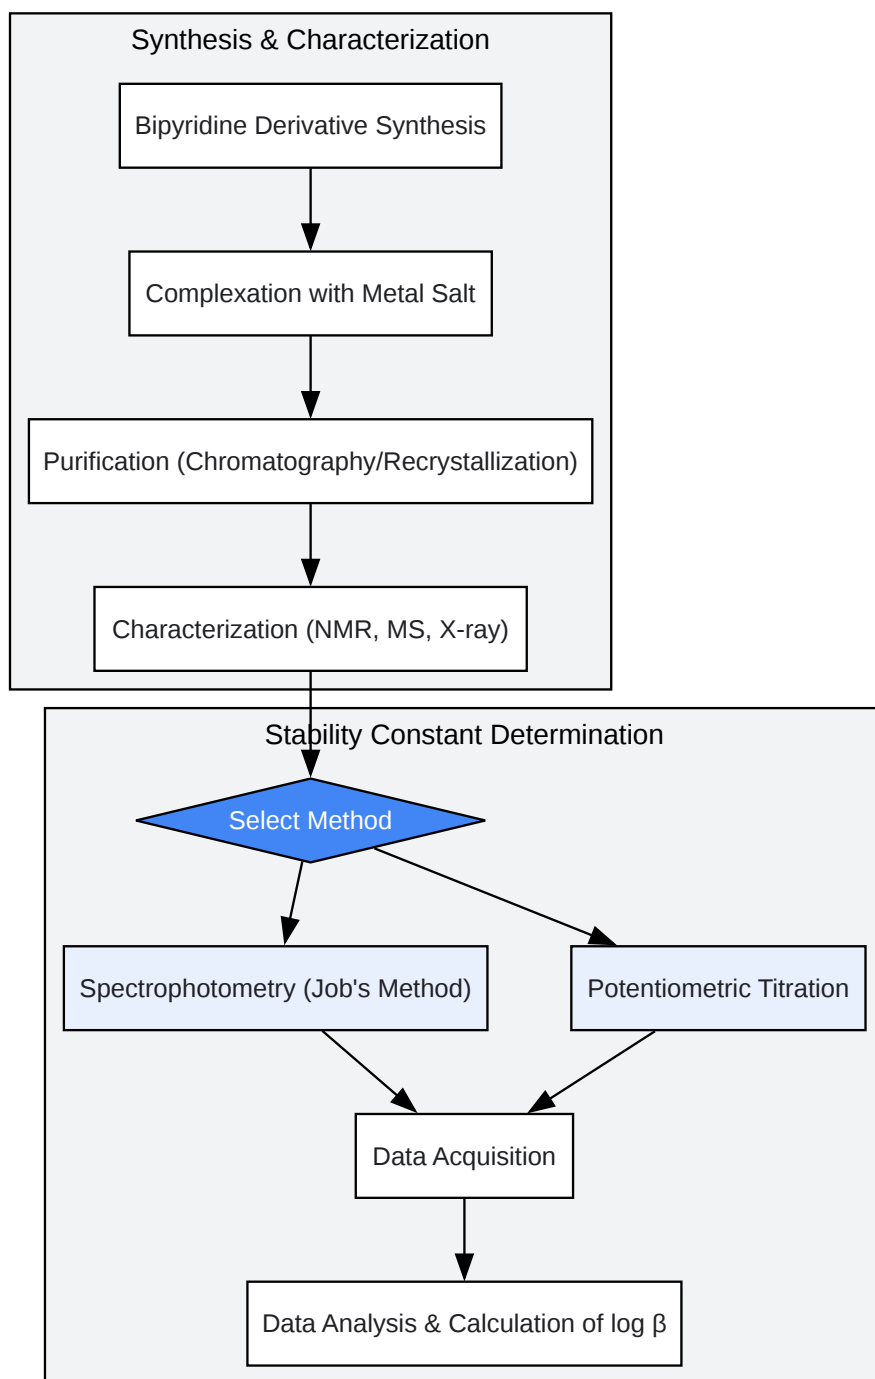 Synthesis & Characterization
Bipyridine Derivative Synthesis
Complexation with Metal Salt
Purification (Chromatography/Recrystallization)
Characterization (NMR, MS, X-ray)
Stability Constant Determination
Select Method
Spectrophotometry (Job's Method)
Potentiometric Titration
Data Acquisition
Data Analysis & Calculation of log β